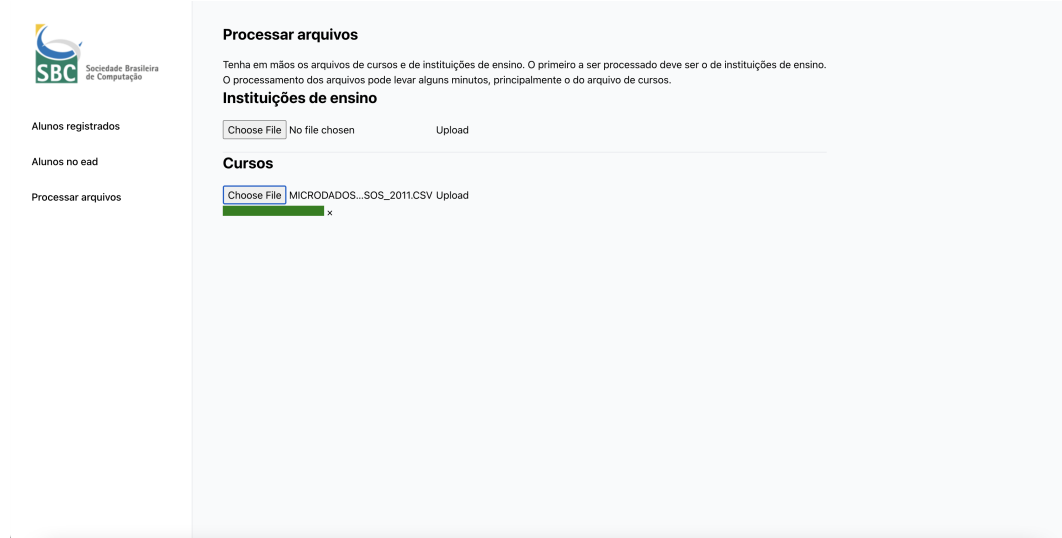 SBC
Sociedade Brasileira
de Computação
Alunos registrados
Alunos no ead
Processar arquivos
Processar arquivos
Tenha em mãos os arquivos de cursos e de instituições de ensino. O primeiro a ser processado deve ser o de instituições de ensino.
O processamento dos arquivos pode levar alguns minutos, principalmente o do arquivo de cursos.
Instituições de ensino
Choose File No file chosen Upload
Cursos
Choose File MICRODADOS...SOS_2011.CSV Upload
×